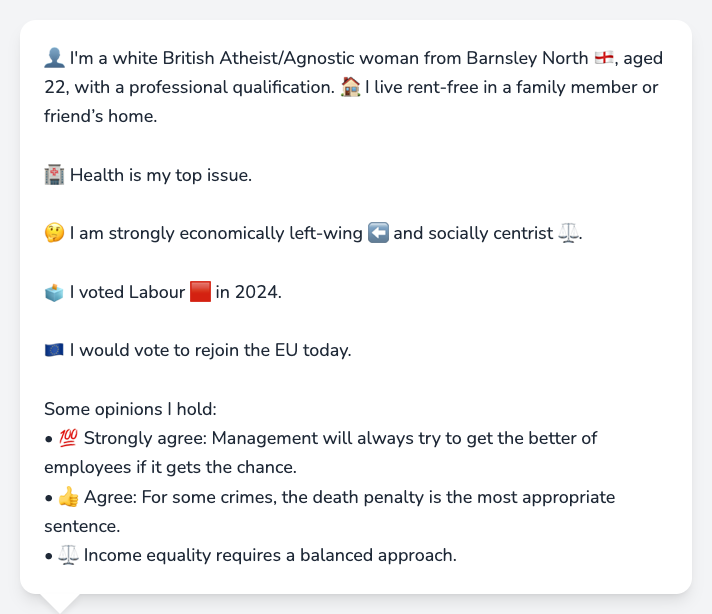 👤 I'm a white British Atheist/Agnostic woman from Barnsley North 🏴󠁧󠁢󠁥󠁮󠁧󠁿, aged
22, with a professional qualification. 🏠 I live rent-free in a family member or
friend’s home.
🏥 Health is my top issue.
🤔 I am strongly economically left-wing ⬅️ and socially centrist ⚖️.
🗳️ I voted Labour 🟥 in 2024.
🇪🇺 I would vote to rejoin the EU today.
Some opinions I hold:
• 💯 Strongly agree: Management will always try to get the better of
employees if it gets the chance.
• 👍 Agree: For some crimes, the death penalty is the most appropriate
sentence.
• ⚖️ Income equality requires a balanced approach.